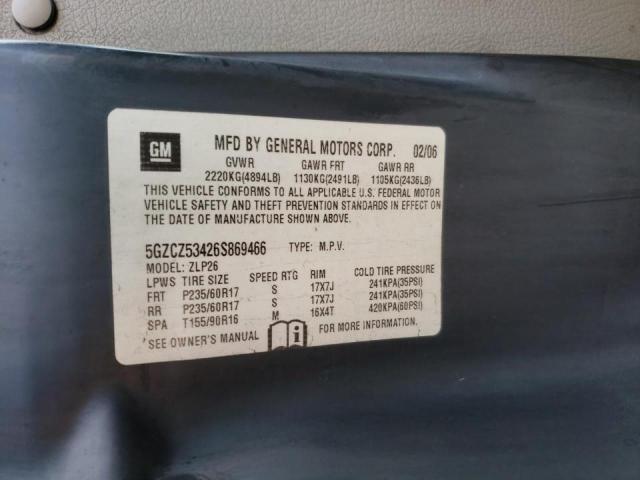 GM
MFD BY GENERAL MOTORS CORP. 02/06
GVWR GAWR FRT GAWR RR
2220KG(4894LB) 1130KG(2491LB) 1105KG(2436LB)
THIS VEHICLE CONFORMS TO ALL APPLICABLE U.S. FEDERAL MOTOR
VEHICLE SAFETY AND THEFT PREVENTION STANDARDS IN EFFECT ON
THE DATE OF MANUFACTURE SHOWN ABOVE.
5GZCZ53426S869466 TYPE: M.P.V.
MODEL: ZLP26
LPWS TIRE SIZE SPEED RTG RIM COLD TIRE PRESSURE
FRT P235/60R17 S 17X7J 241KPA(35PSI)
RR P235/60R17 S 17X7J 241KPA(35PSI)
SPA T155/90R16 M 16X4T 420KPA(60PSI)
*SEE OWNER'S MANUAL FOR MORE INFORMATION.